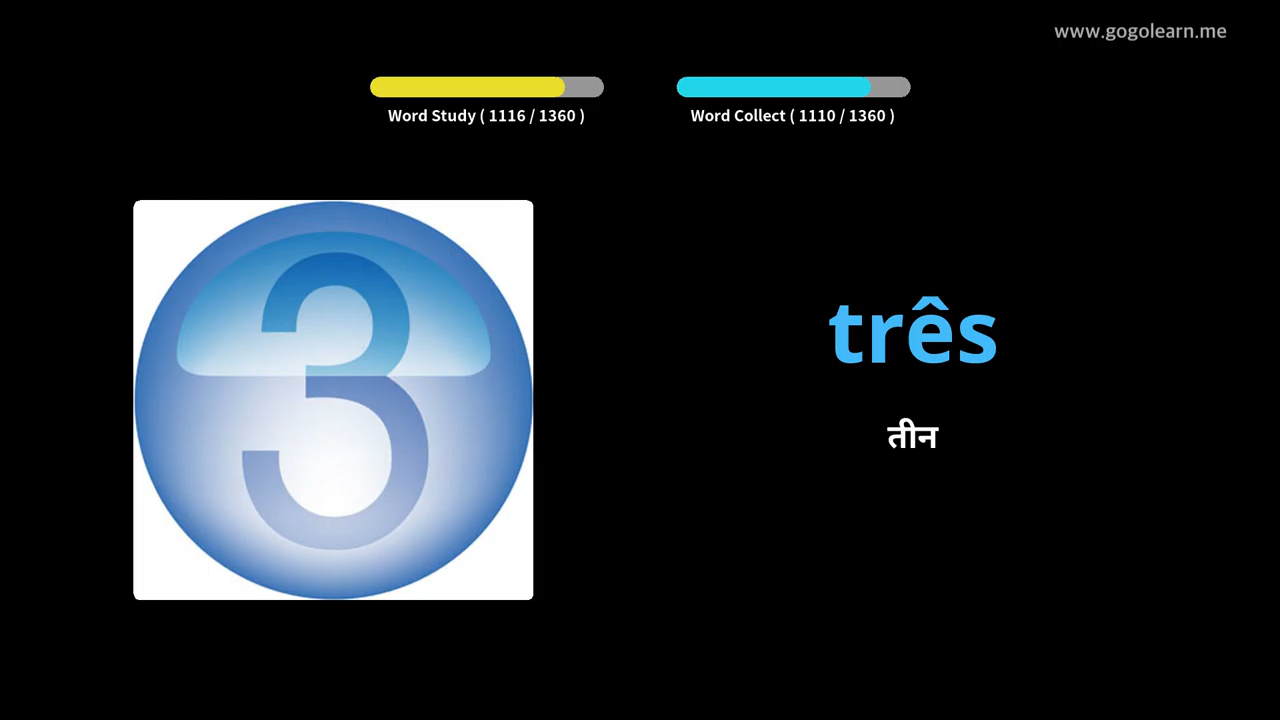 www.gogolearn.me
Word Study ( 1116 / 1360 )
Word Collect ( 1110 / 1360 )
3
três
तीन